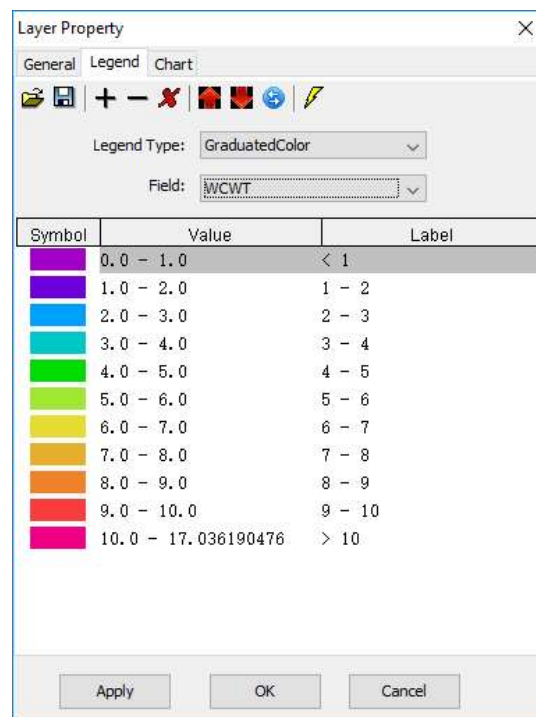 Layer Property
General Legend Chart
Legend Type: GraduatedColor
Field: WCWT
Symbol Value Label
0.0 - 1.0 < 1
1.0 - 2.0 1 - 2
2.0 - 3.0 2 - 3
3.0 - 4.0 3 - 4
4.0 - 5.0 4 - 5
5.0 - 6.0 5 - 6
6.0 - 7.0 6 - 7
7.0 - 8.0 7 - 8
8.0 - 9.0 8 - 9
9.0 - 10.0 9 - 10
10.0 - 17.036190476 > 10
Apply OK Cancel